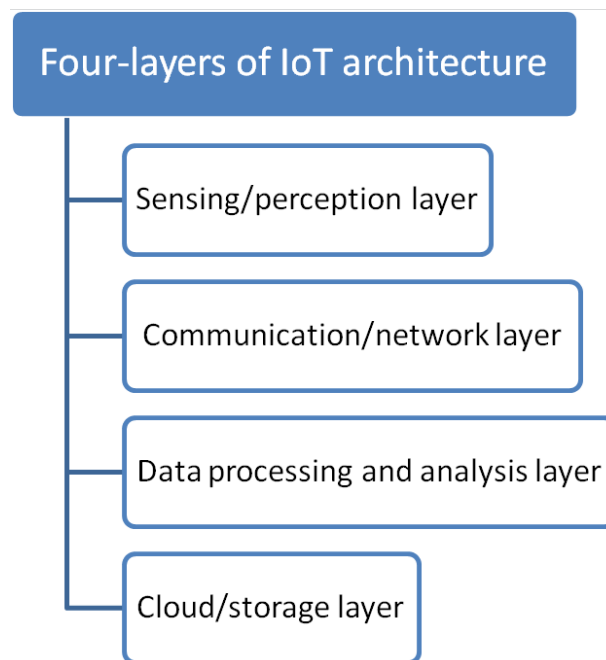 Four-layers of IoT architecture
Sensing/perception layer
Communication/network layer
Data processing and analysis layer
Cloud/storage layer